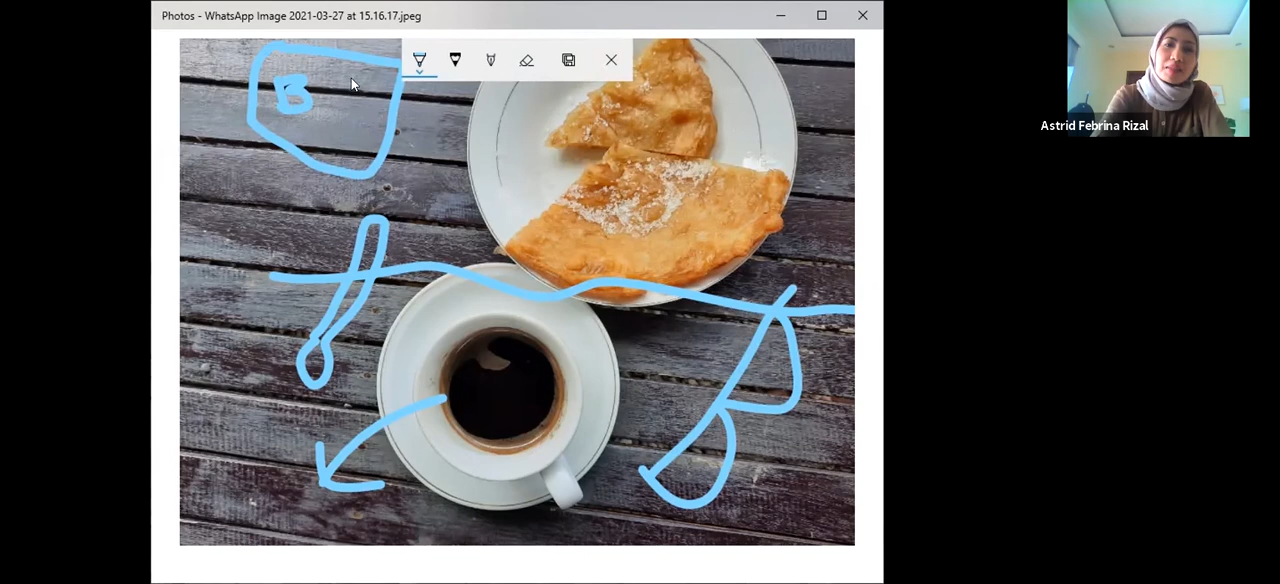 Photos - WhatsApp Image 2021-03-27 at 15.16.17.jpeg
B
Astrid Febrina Rizal